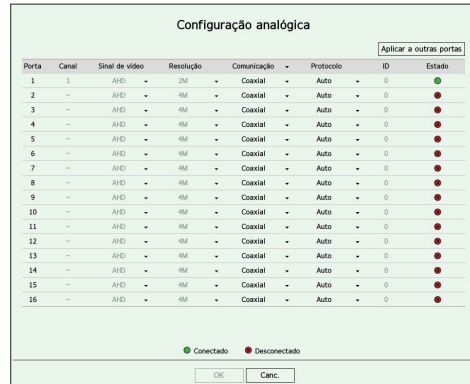 Configuração analógica
Aplicar a outras portas
Porta Canal Sinal de vídeo Resolução Comunicação Protocolo ID Estado
1 1 AHD 2M Coaxial Auto 0
2 — AHD 4M Coaxial Auto 0
3 — AHD 4M Coaxial Auto 0
4 — AHD 4M Coaxial Auto 0
5 — AHD 4M Coaxial Auto 0
6 — AHD 4M Coaxial Auto 0
7 — AHD 4M Coaxial Auto 0
8 — AHD 4M Coaxial Auto 0
9 — AHD 4M Coaxial Auto 0
10 — AHD 4M Coaxial Auto 0
11 — AHD 4M Coaxial Auto 0
12 — AHD 4M Coaxial Auto 0
13 — AHD 4M Coaxial Auto 0
14 — AHD 4M Coaxial Auto 0
15 — AHD 4M Coaxial Auto 0
16 — AHD 4M Coaxial Auto 0
Conectado Desconectado
OK Canc.